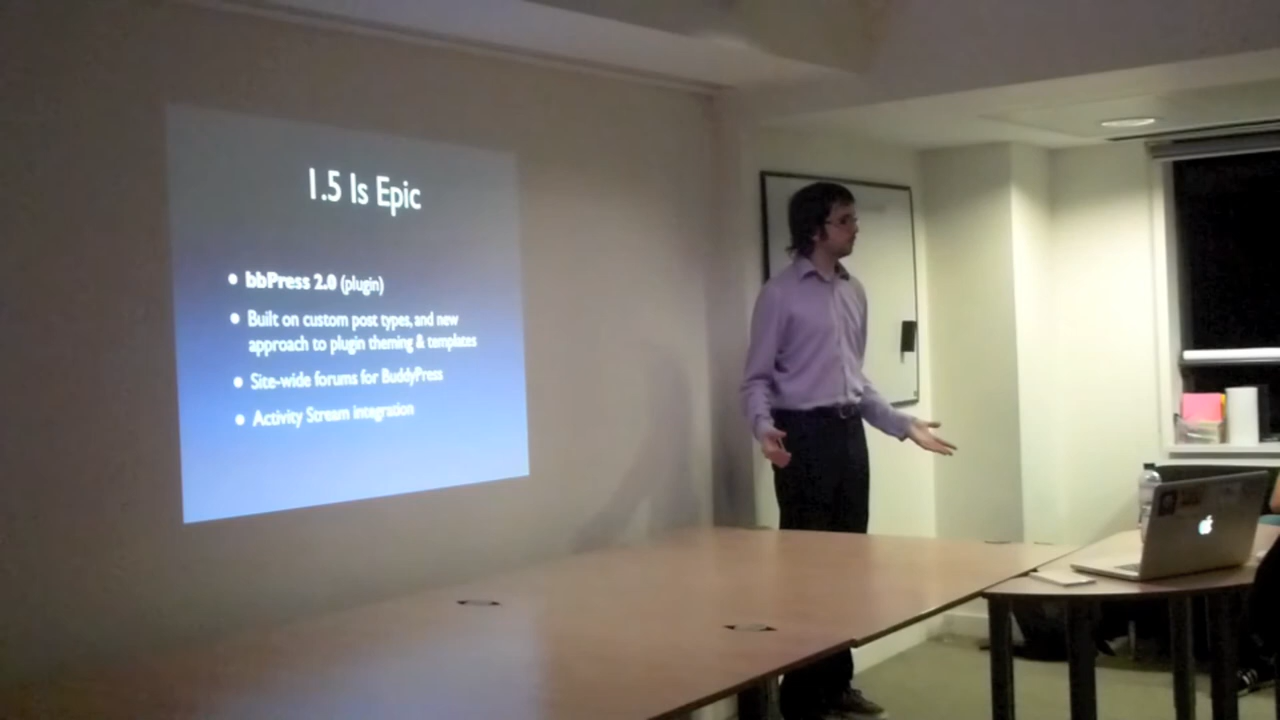 1.5 Is Epic
• bbPress 2.0 (plugin)
• Built on custom post types, and new
approach to plugin theming & templates
• Site-wide forums for BuddyPress
• Activity Stream integration